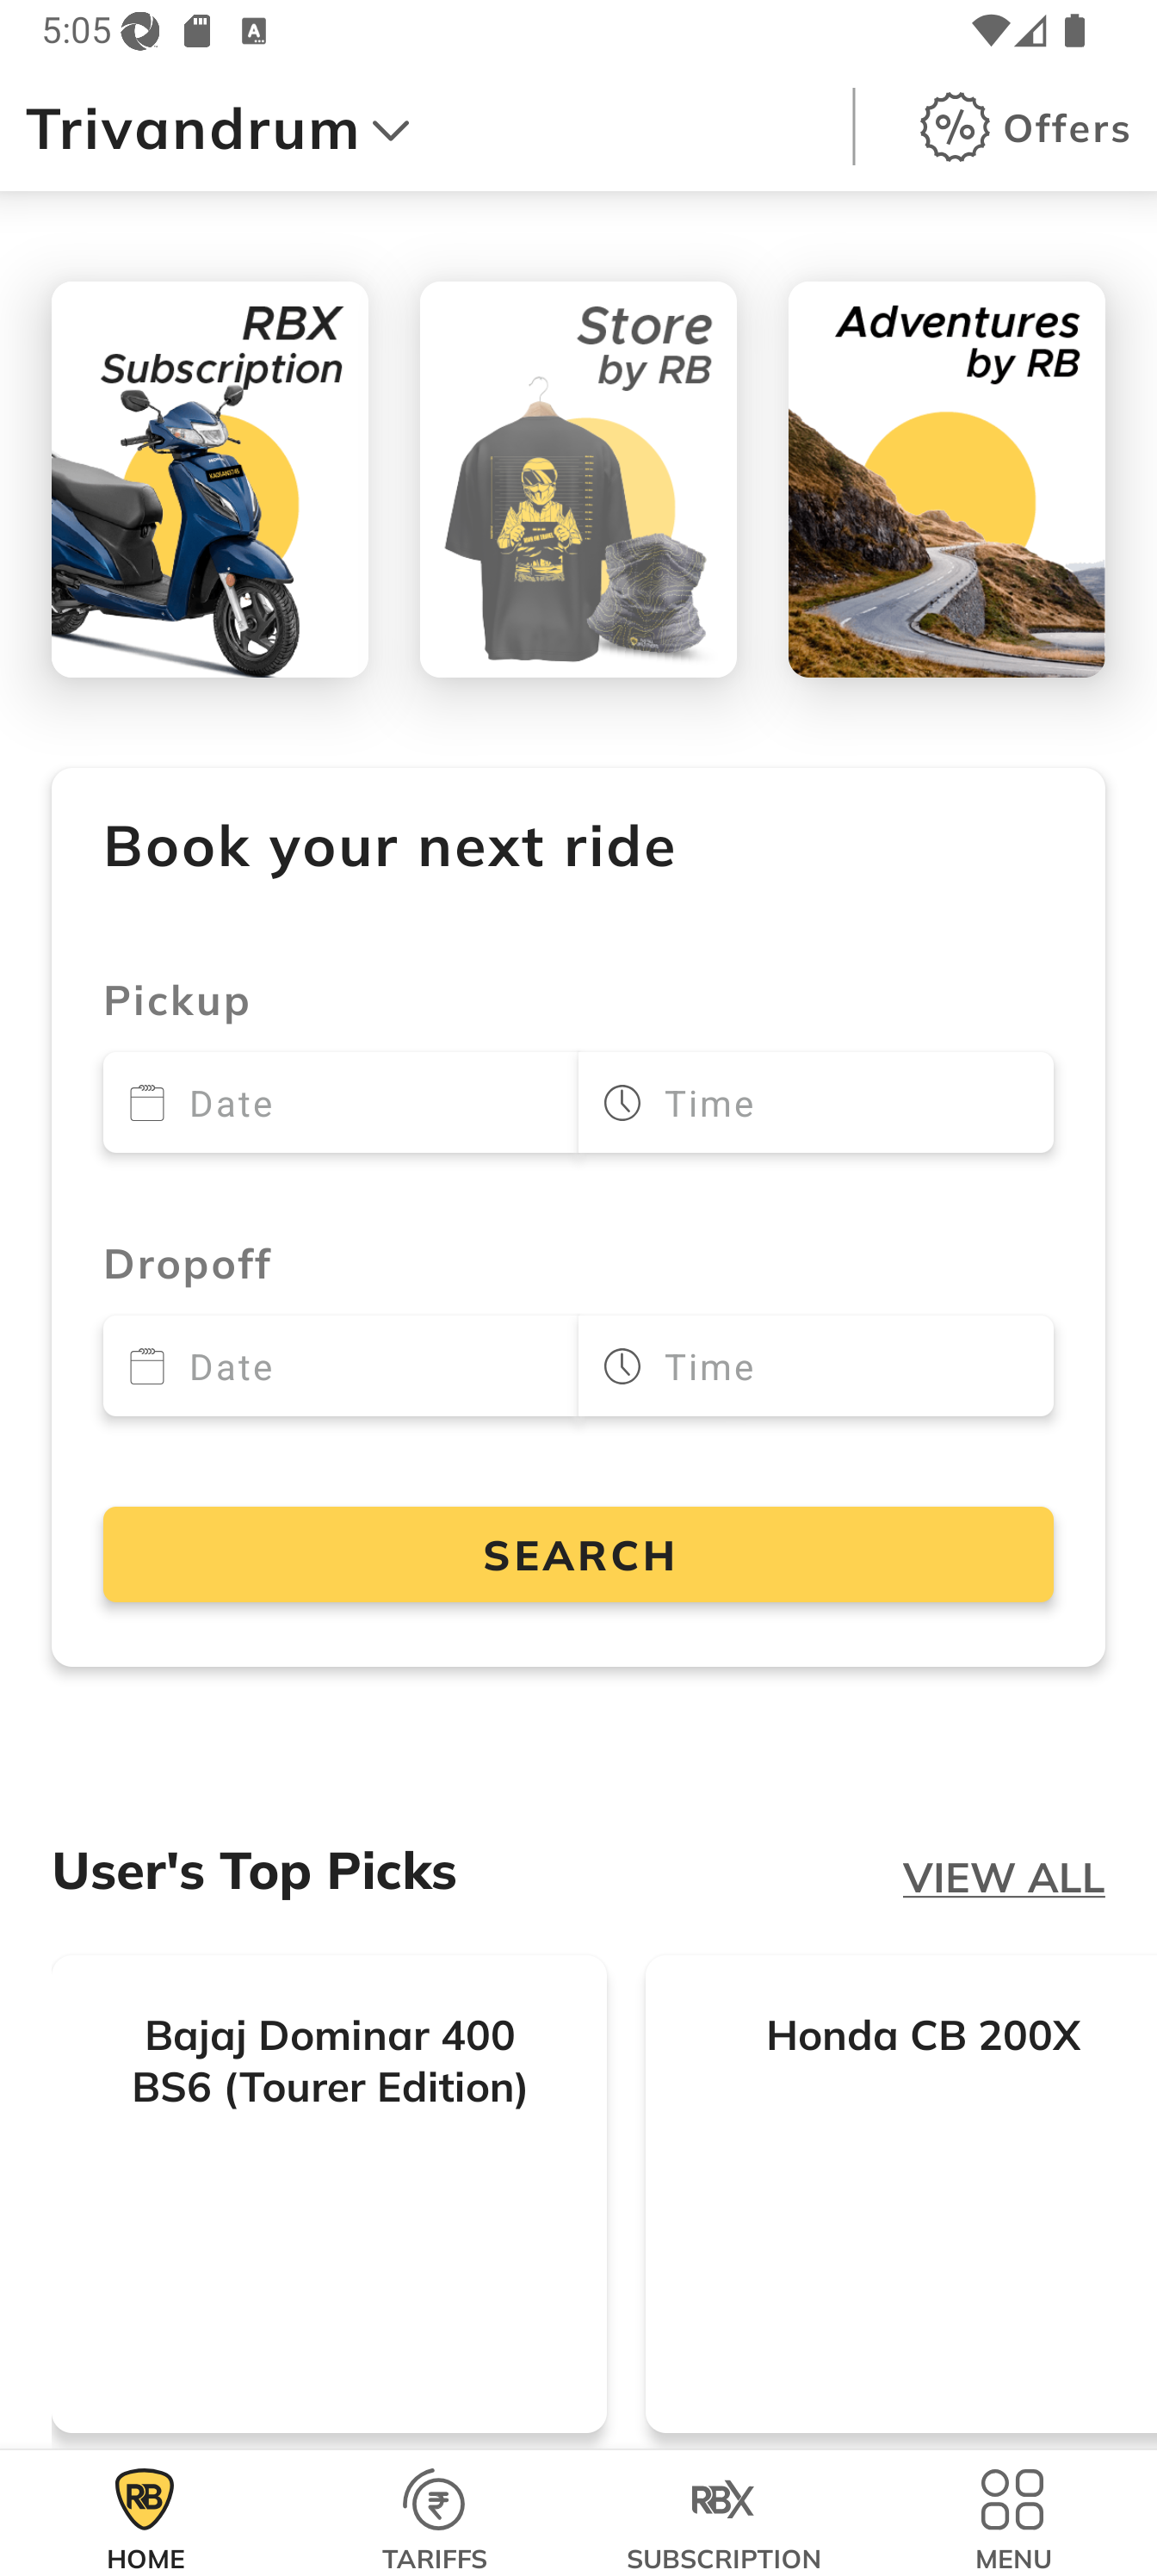 5:05
A
Trivandrum
Offers
RBX
Subscription
Store
by RB
Adventures
by RB
Book your next ride
Pickup
Date
Time
Dropoff
Date
Time
SEARCH
User's Top Picks
VIEW ALL
Bajaj Dominar 400
BS6 (Tourer Edition)
Honda CB 200X
RB
RBX
HOME
TARIFFS
SUBSCRIPTION
MENU